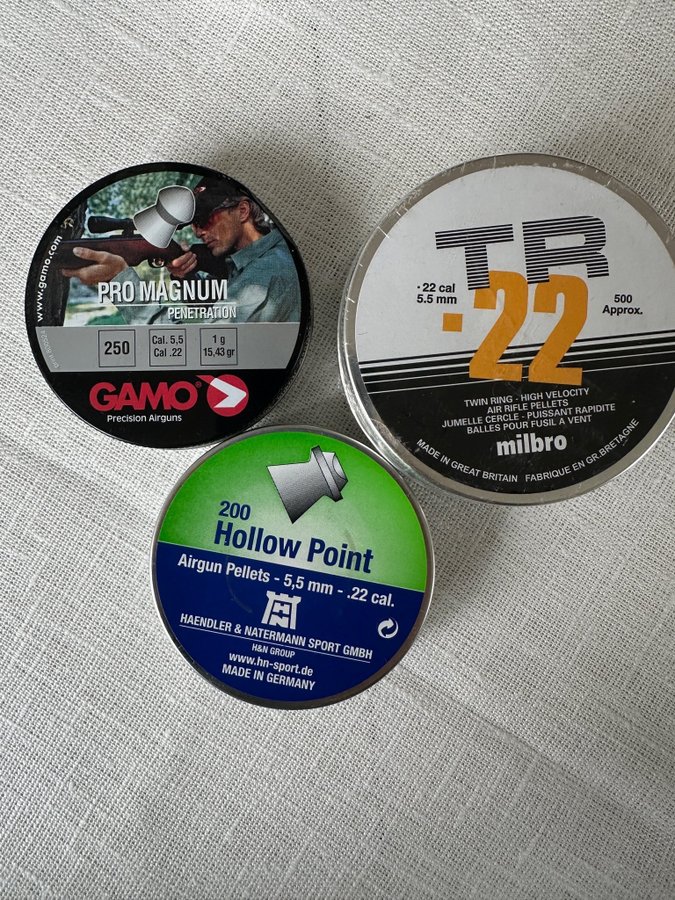 www.gamo.com
PRO MAGNUM
PENETRATION
250
Cal. 5,5
Cal .22
1 g
15,43 gr
GAMO®
Precision Airguns
TR
.22 cal
5.5 mm
.22
500
Approx.
TWIN RING · HIGH VELOCITY
AIR RIFLE PELLETS
JUMELLE CERCLE - PUISSANT RAPIDITE
BALLES POUR FUSIL A VENT
milbro
MADE IN GREAT BRITAIN FABRIQUE EN GR.BRETAGNE
200
Hollow Point
Airgun Pellets - 5,5 mm - .22 cal.
HAENDLER & NATERMANN SPORT GMBH
H&N GROUP
www.hn-sport.de
MADE IN GERMANY